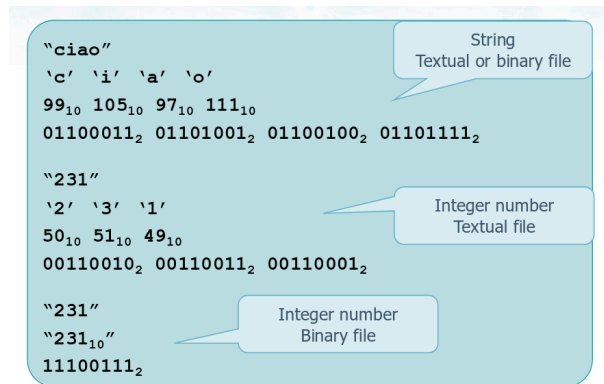 “ciao”
‘c’ ‘i’ ‘a’ ‘o’
99₁₀ 105₁₀ 97₁₀ 111₁₀
01100011₂ 01101001₂ 01100100₂ 01101111₂
String
Textual or binary file
“231”
‘2’ ‘3’ ‘1’
50₁₀ 51₁₀ 49₁₀
00110010₂ 00110011₂ 00110001₂
Integer number
Textual file
“231”
“231₁₀”
11100111₂
Integer number
Binary file